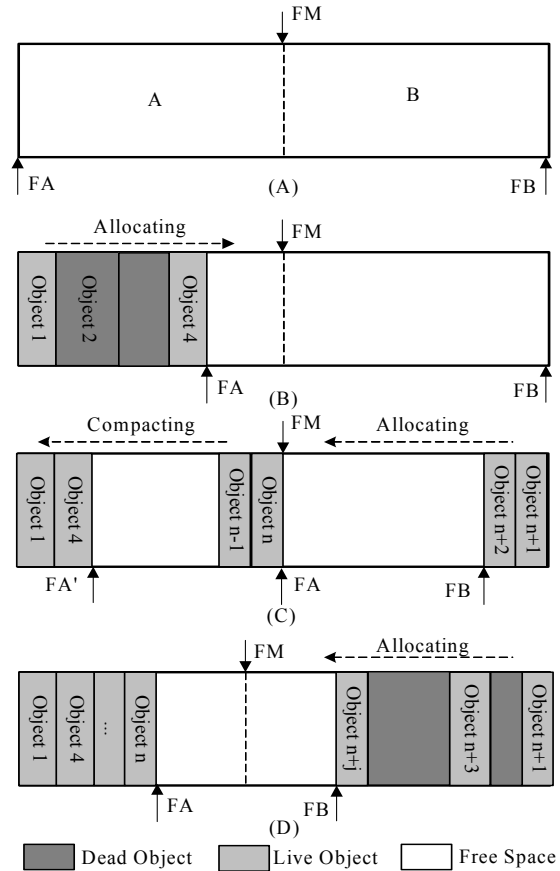 FM
A
B
FA
FB
(A)
Allocating
FM
Object 1
Object 2
Object 4
FA
FB
(B)
Compacting
FM
Allocating
Object 1
Object 4
Object n-1
Object n
Object n+2
Object n+1
FA'
FA
FB
(C)
FM
Allocating
Object 1
Object 4
...
Object n
Object n+j
Object n+3
Object n+1
FA
FB
(D)
Dead Object
Live Object
Free Space